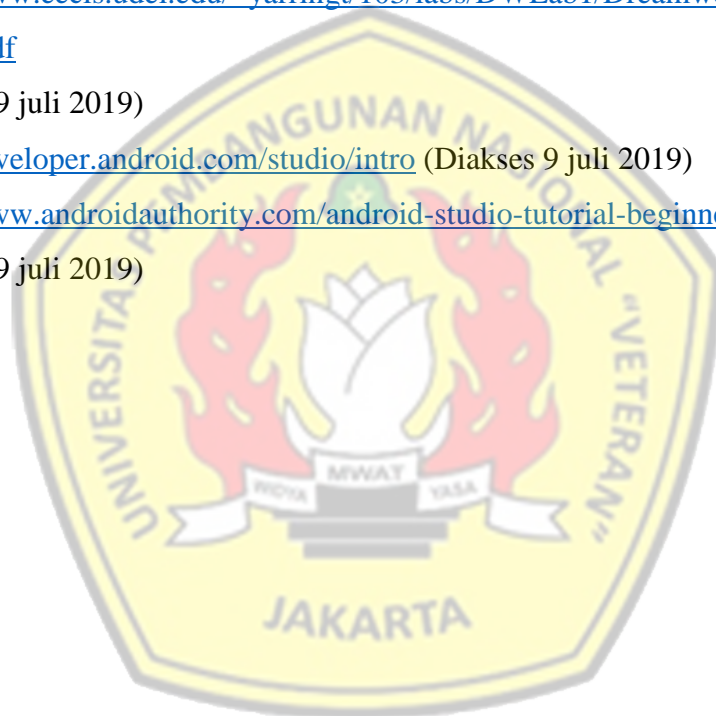 df
9 juli 2019)
veloper.android.com/studio/intro (Diakses 9 juli 2019)
ww.androidauthority.com/android-studio-tutorial-beginne
9 juli 2019)
UNIVERSITAS PEMBANGUNAN NASIONAL "VETERAN"
WIDYA MWAT YASA
JAKARTA